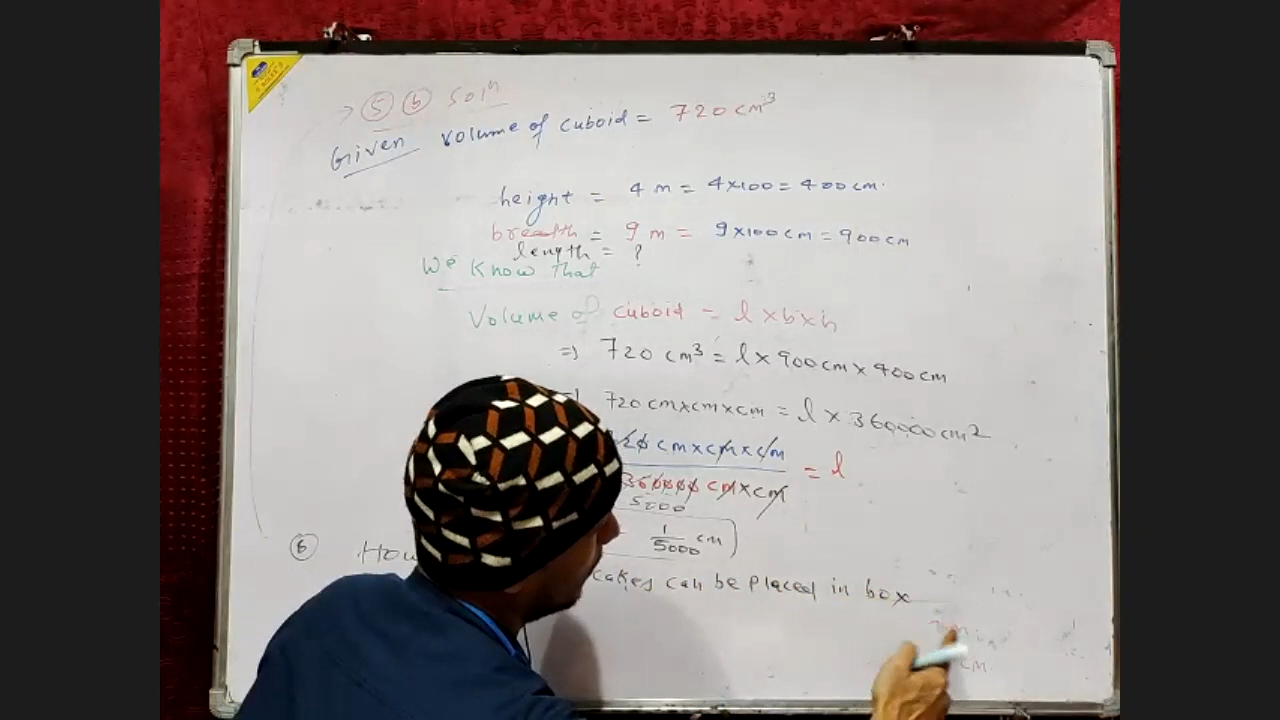 → ⑤ ⓑ Solⁿ
Given volume of cuboid = 720 cm³
height = 4 m = 4×100 = 400 cm.
breadth = 9 m = 9×100 cm = 900 cm
length = ?
We Know That
Volume of cuboid = l × b × h
=) 720 cm³ = l × 900 cm × 400 cm
720 cm×cm×cm = l × 360000 cm²
20 cm×cm×cm = l
360000 cm×cm
5000
1/5000 cm
⑥ How cakes can be placed in box
cm